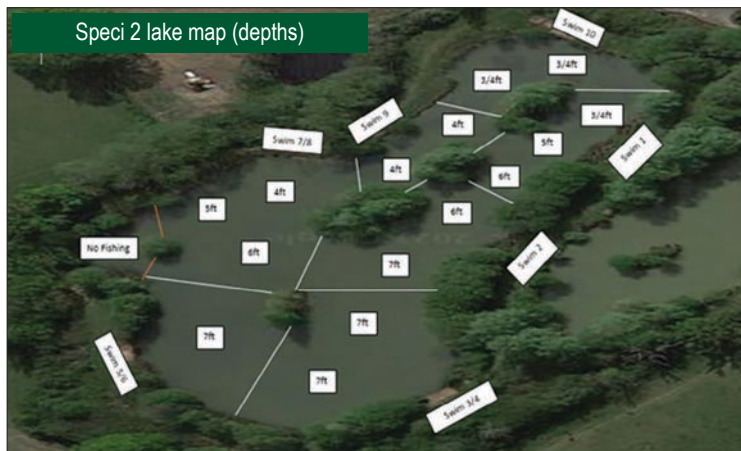 Speci 2 lake map (depths)
Swim 10
3/4ft
3/4ft
3/4ft
Swim 9
4ft
5ft
Swim 1
Swim 7/8
4ft
6ft
4ft
5ft
6ft
Swim 2
No Fishing
6ft
7ft
7ft
7ft
Swim 5/6
7ft
Swim 3/4